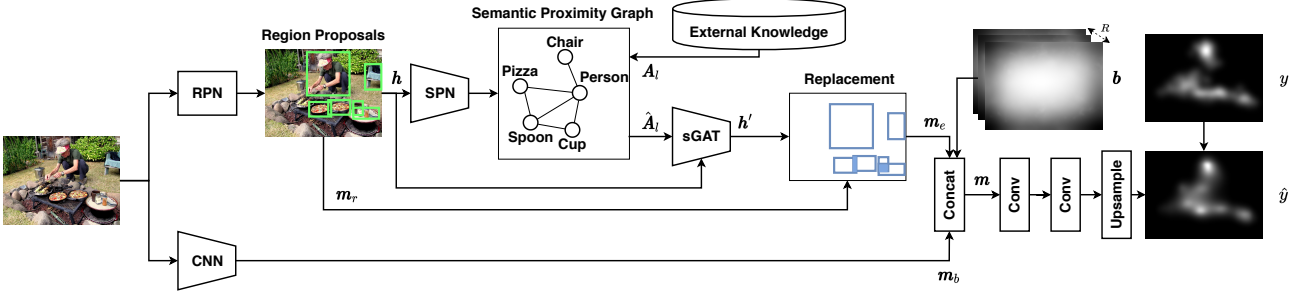 Semantic Proximity Graph
External Knowledge
Region Proposals
R
Chair
h
A_l
b
y
Replacement
RPN
SPN
Pizza
Person
Spoon
Cup
Â_l
sGAT
h′
m_e
Concat
m
Conv
Conv
Upsample
ŷ
m_r
CNN
m_b